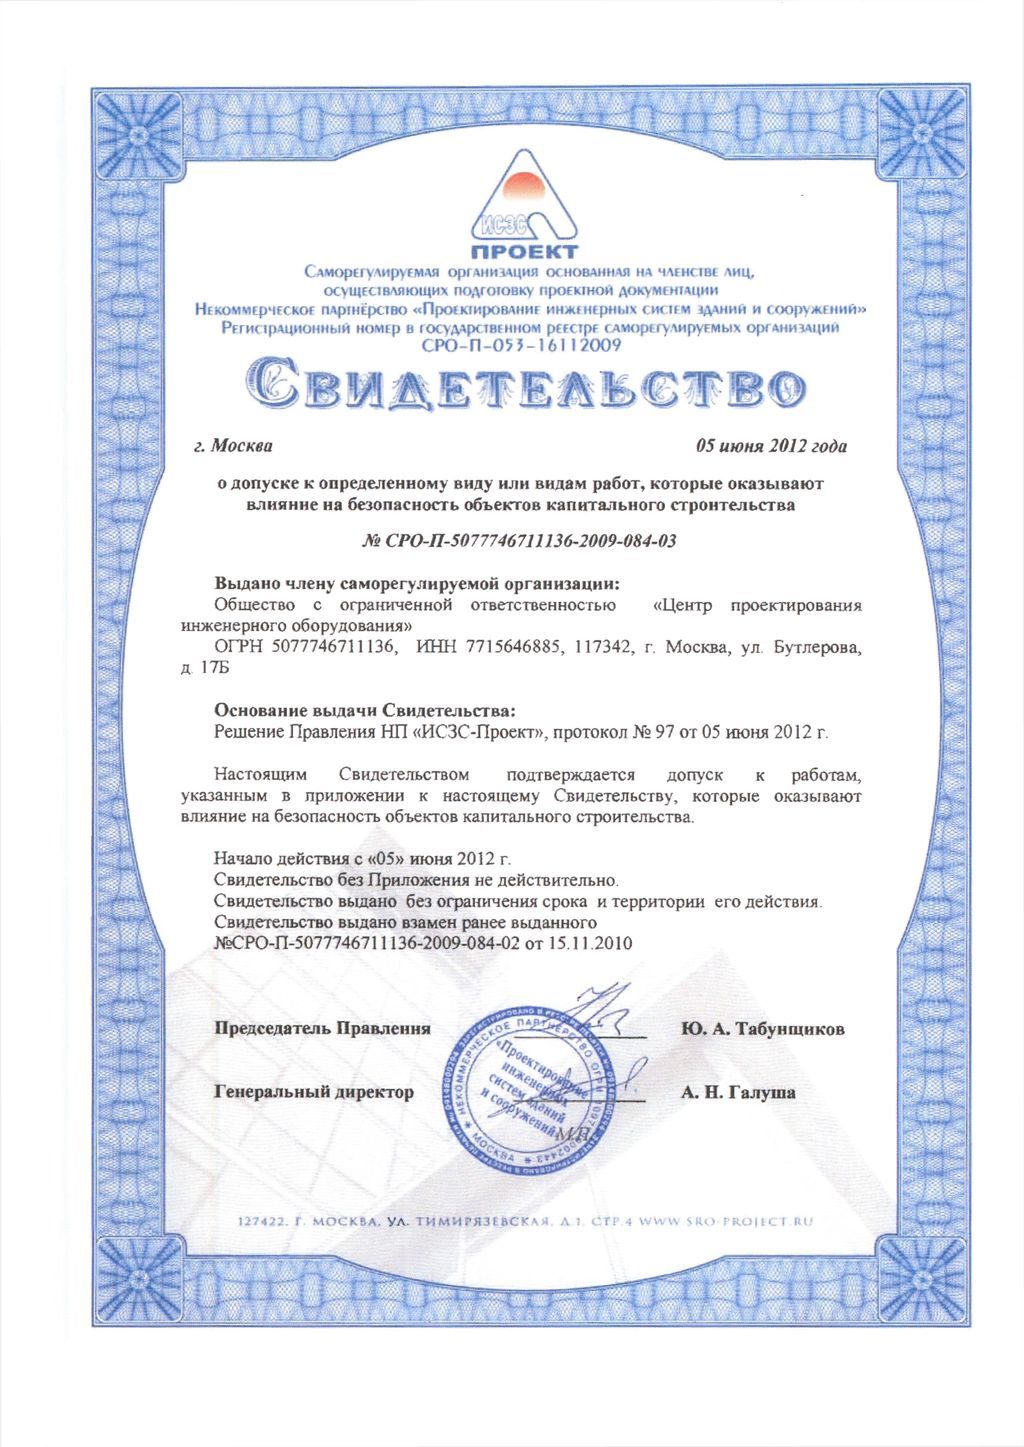 ИСЗС
ПРОЕКТ
Саморегулируемая организация основанная на членстве лиц,
осуществляющих подготовку проектной документации
Некоммерческое партнёрство «Проектирование инженерных систем зданий и сооружений»
Регистрационный номер в государственном реестре саморегулируемых организаций
СРО-П-053-16112009
Свидетельство
г. Москва 05 июня 2012 года
о допуске к определенному виду или видам работ, которые оказывают
влияние на безопасность объектов капитального строительства
№ СРО-П-5077746711136-2009-084-03
Выдано члену саморегулируемой организации:
Общество с ограниченной ответственностью «Центр проектирования
инженерного оборудования»
ОГРН 5077746711136, ИНН 7715646885, 117342, г. Москва, ул. Бутлерова,
д. 17Б
Основание выдачи Свидетельства:
Решение Правления НП «ИСЗС-Проект», протокол № 97 от 05 июня 2012 г.
Настоящим Свидетельством подтверждается допуск к работам,
указанным в приложении к настоящему Свидетельству, которые оказывают
влияние на безопасность объектов капитального строительства.
Начало действия с «05» июня 2012 г.
Свидетельство без Приложения не действительно.
Свидетельство выдано без ограничения срока и территории его действия.
Свидетельство выдано взамен ранее выданного
№СРО-П-5077746711136-2009-084-02 от 15.11.2010
Председатель Правления Ю. А. Табунщиков
Генеральный директор А. Н. Галуша
НЕКОММЕРЧЕСКОЕ ПАРТНЕРСТВО
«Проектирование
инженерных
систем зданий
и сооружений»
МОСКВА
М.П.
127422, Г. МОСКВА, УЛ. ТИМИРЯЗЕВСКАЯ, Д.1, СТР.4 WWW.SRO-PROJECT.RU